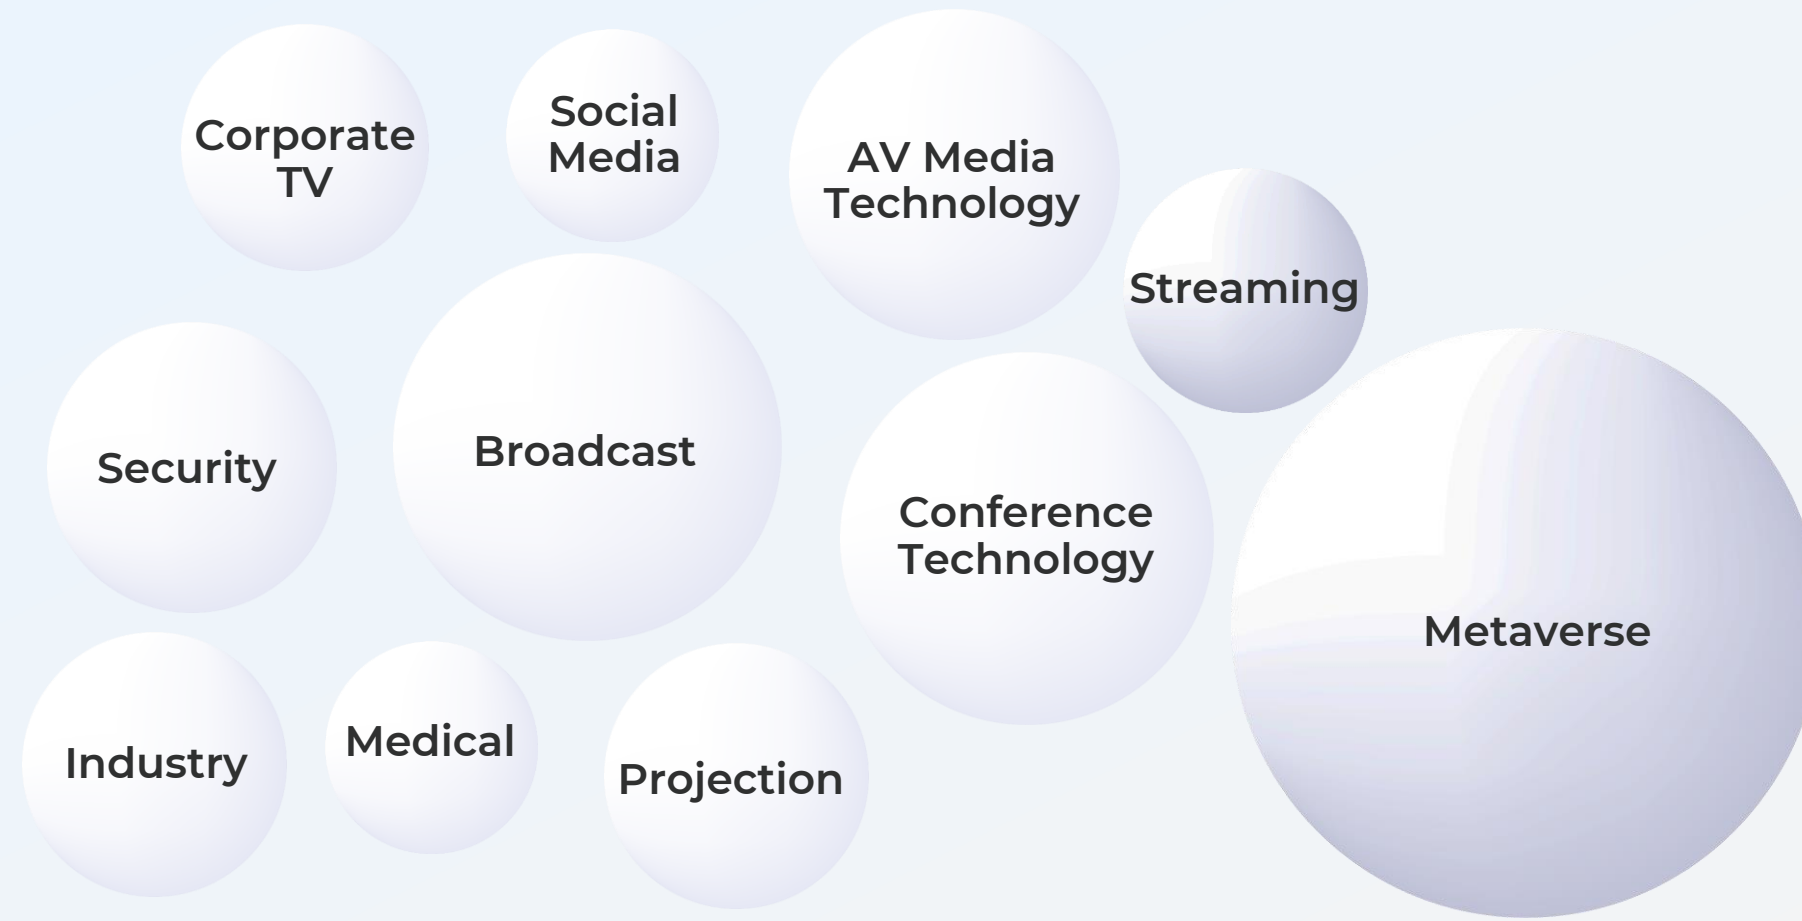 Corporate
TV
Social
Media
AV Media
Technology
Streaming
Security
Broadcast
Conference
Technology
Metaverse
Industry
Medical
Projection